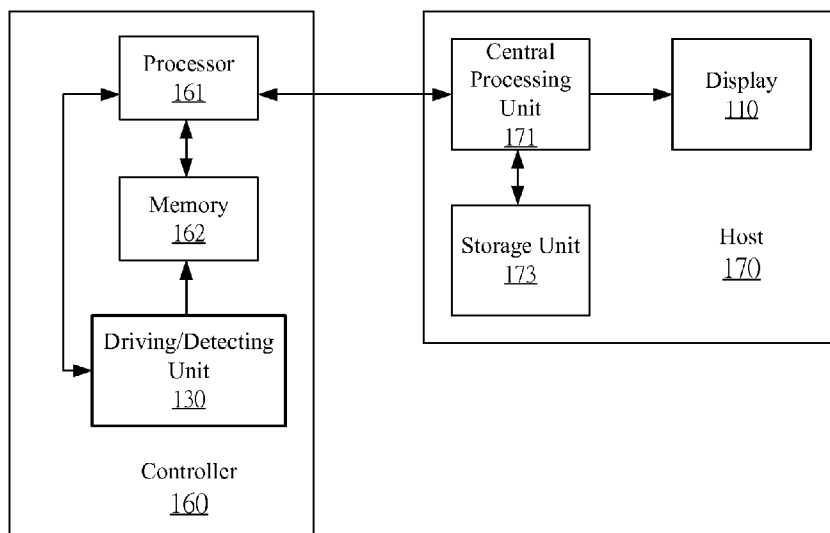 Processor
161
Memory
162
Driving/Detecting
Unit
130
Controller
160
Central
Processing
Unit
171
Display
110
Storage Unit
173
Host
170